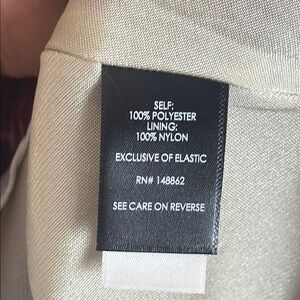 SELF:
100% POLYESTER
LINING:
100% NYLON
EXCLUSIVE OF ELASTIC
RN# 148862
SEE CARE ON REVERSE